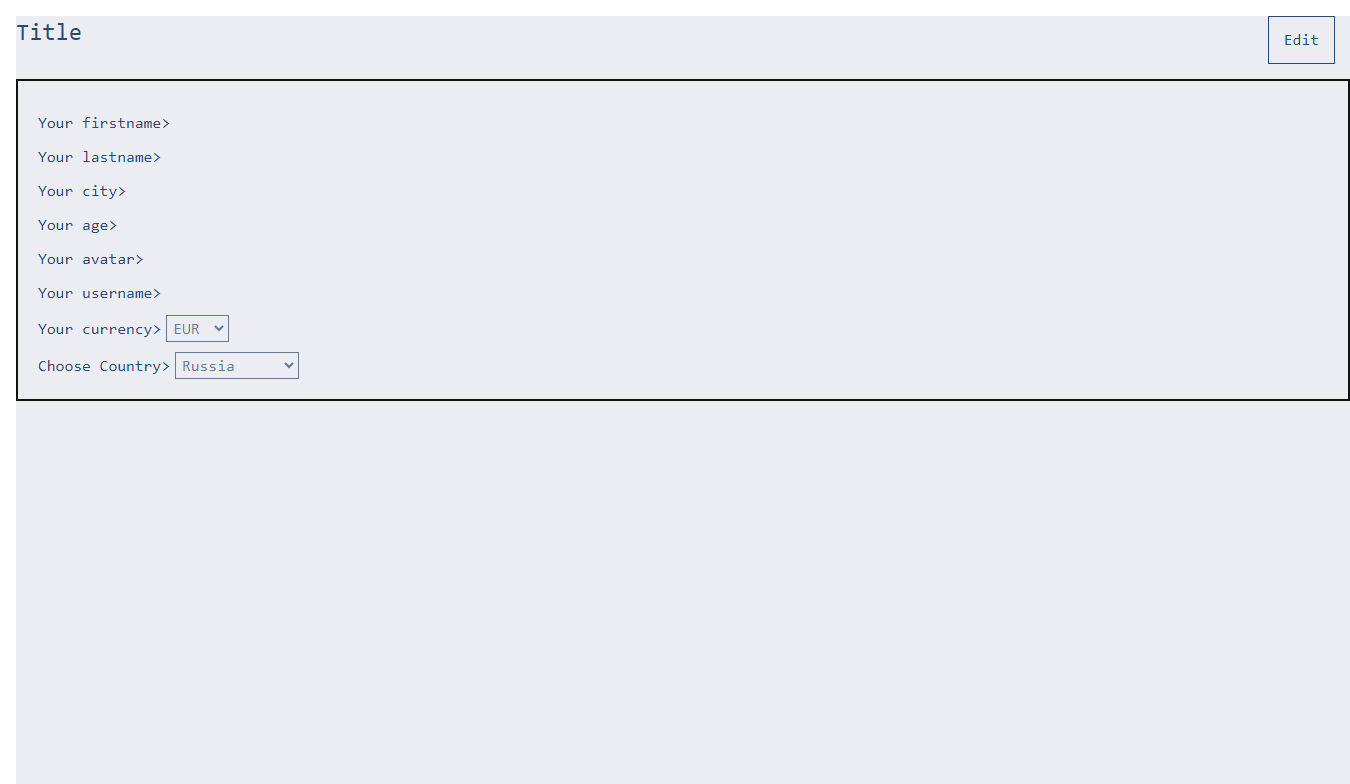 Title
Edit
Your firstname>
Your lastname>
Your city>
Your age>
Your avatar>
Your username>
Your currency> EUR
Choose Country> Russia